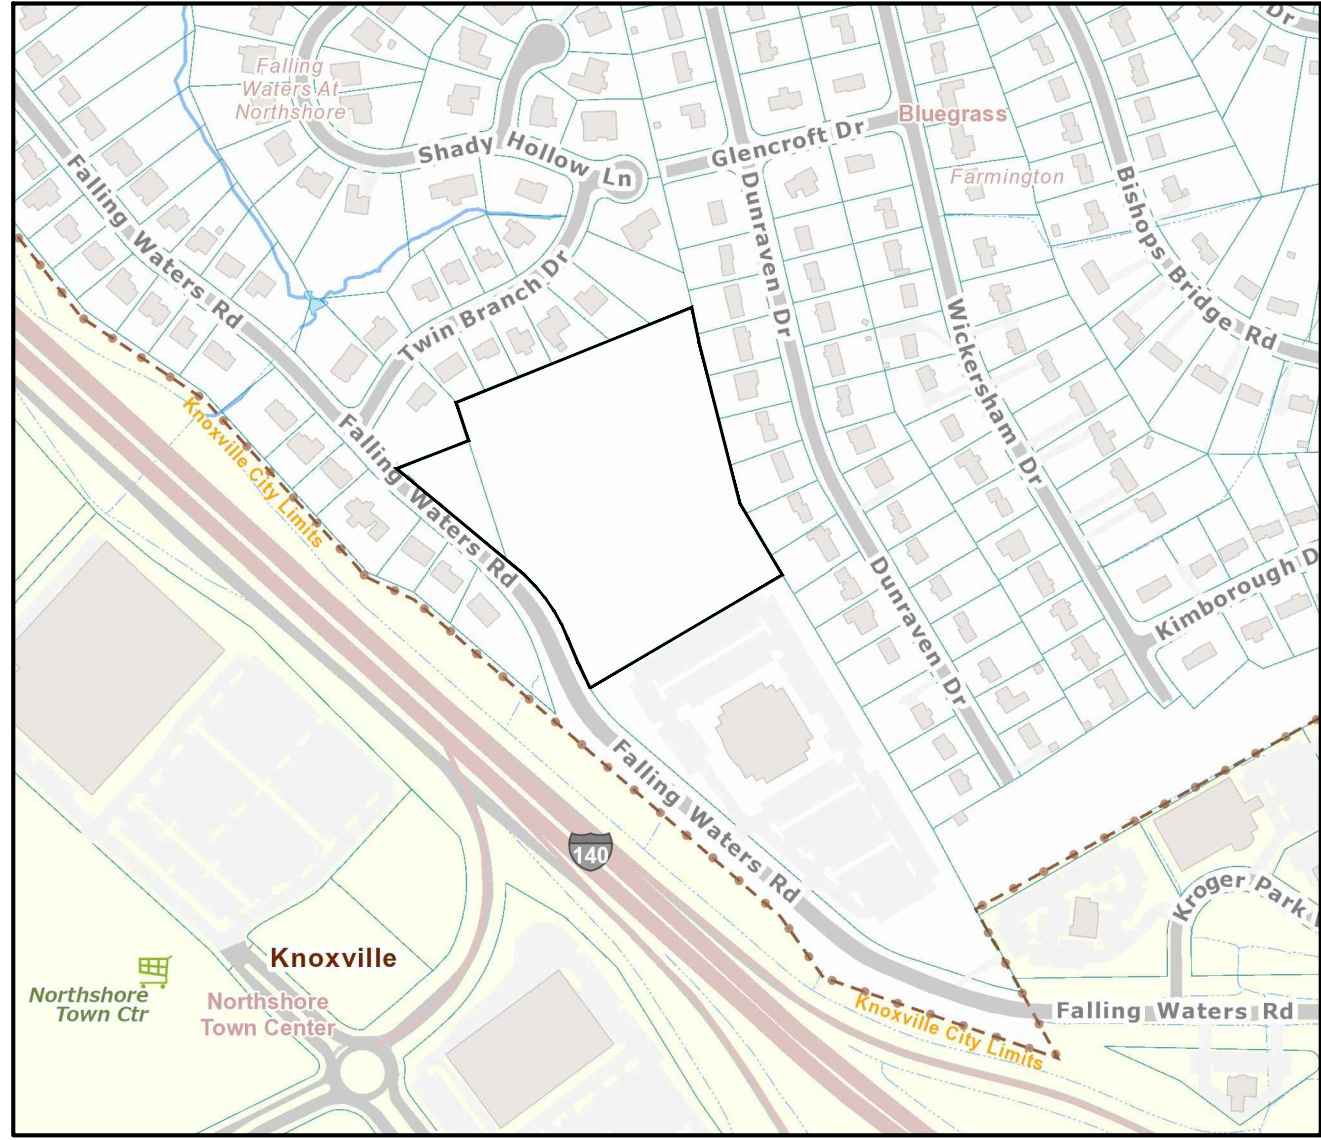 Dr
Falling
Waters At
Northshore
Shady Hollow Ln
Glencroft Dr
Bluegrass
Farmington
Falling Waters Rd
Dunraven Dr
Bishops Bridge Rd
Twin Branch Dr
Wickersham Dr
Knoxville City Limits
Falling Waters Rd
Dunraven Dr
Kimborough D
Falling Waters Rd
140
Kroger Park
Knoxville
Northshore
Town Ctr
Northshore
Town Center
Knoxville City Limits
Falling Waters Rd